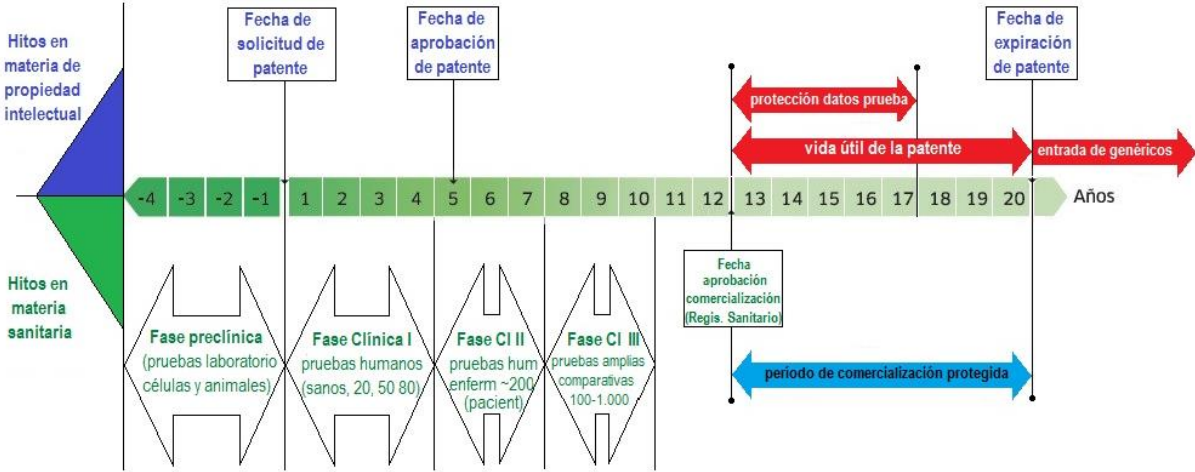 Hitos en
materia de
propiedad
intelectual
Fecha de
solicitud de
patente
Fecha de
aprobación
de patente
Fecha de
expiración
de patente
protección datos prueba
vida útil de la patente
entrada de genéricos
-4 -3 -2 -1 1 2 3 4 5 6 7 8 9 10 11 12 13 14 15 16 17 18 19 20 Años
Hitos en
materia
sanitaria
Fase preclínica
(pruebas laboratorio
células y animales)
Fase Clínica I
pruebas humanos
(sanos, 20, 50 80)
Fase Cl II
pruebas hum
enferm ~200
(pacient)
Fase Cl III
pruebas amplias
comparativas
100-1.000
Fecha
aprobación
comercialización
(Regis. Sanitario)
periodo de comercialización protegida